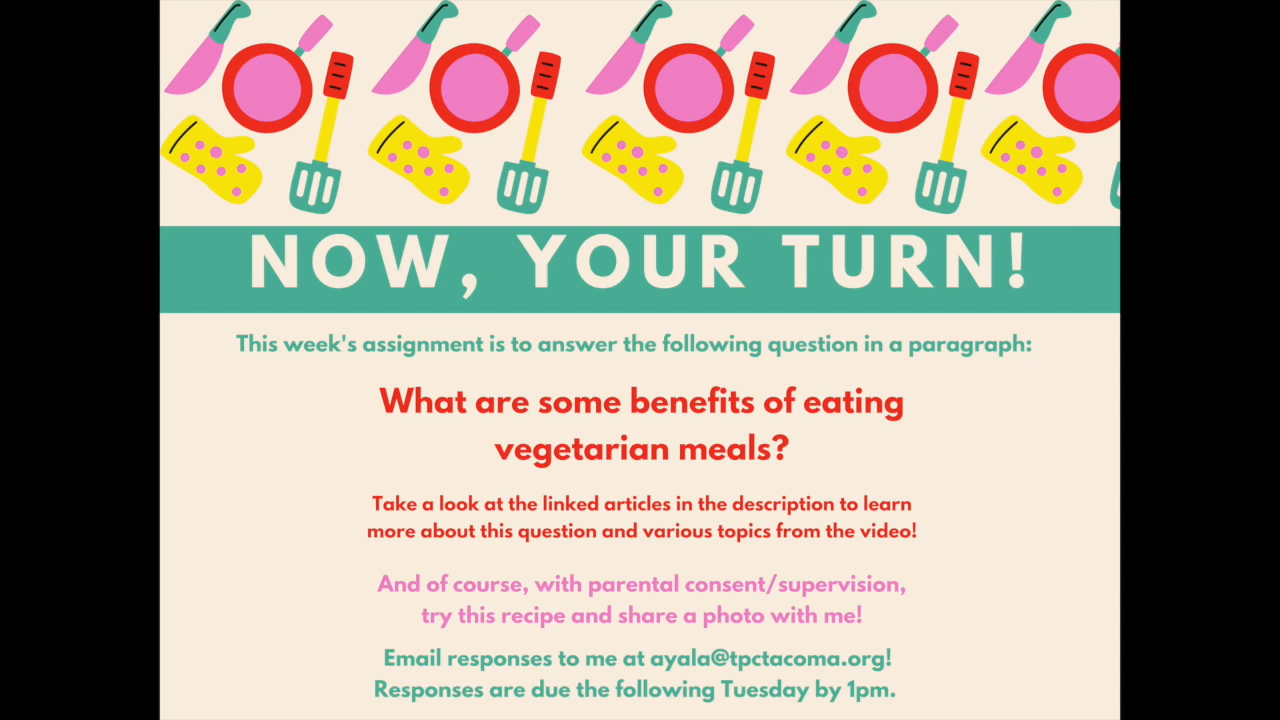 NOW, YOUR TURN!
This week's assignment is to answer the following question in a paragraph:
What are some benefits of eating
vegetarian meals?
Take a look at the linked articles in the description to learn
more about this question and various topics from the video!
And of course, with parental consent/supervision,
try this recipe and share a photo with me!
Email responses to me at ayala@tpctacoma.org!
Responses are due the following Tuesday by 1pm.